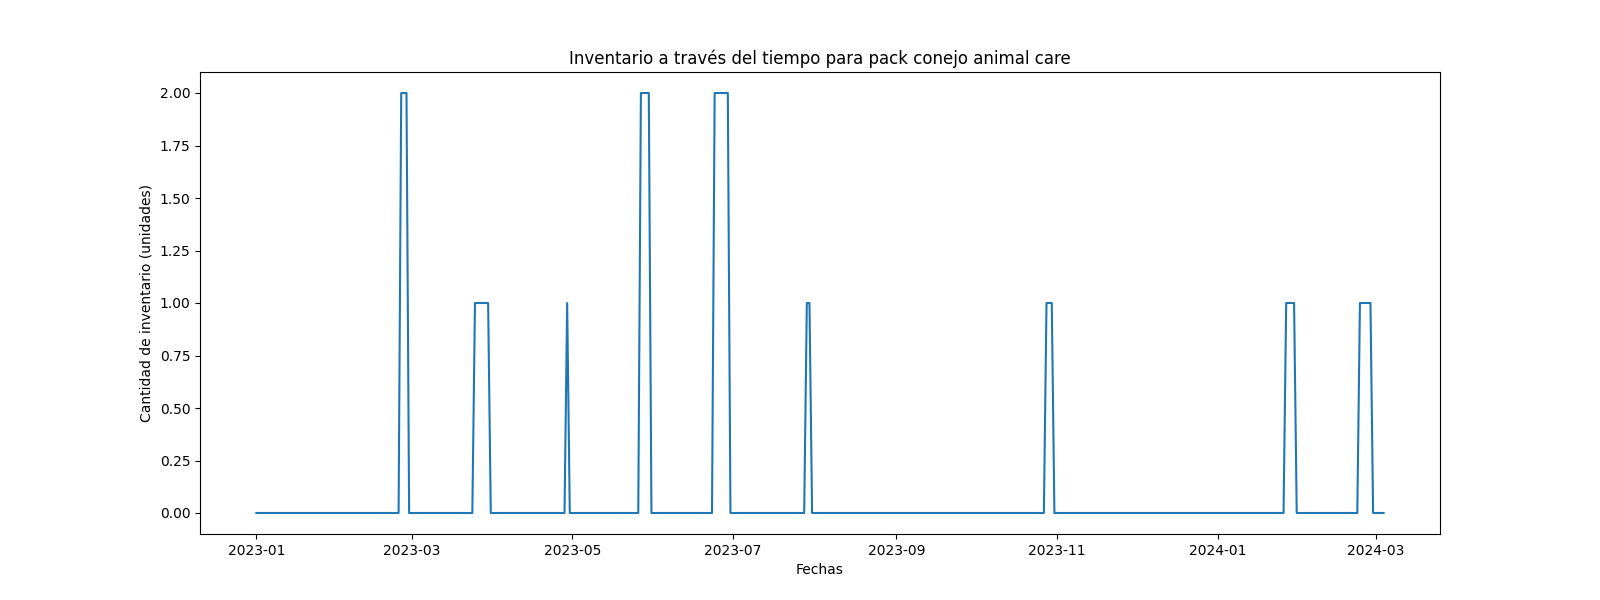 Inventario a través del tiempo para pack conejo animal care
Cantidad de inventario (unidades)
2.00
1.75
1.50
1.25
1.00
0.75
0.50
0.25
0.00
2023-01 2023-03 2023-05 2023-07 2023-09 2023-11 2024-01 2024-03
Fechas